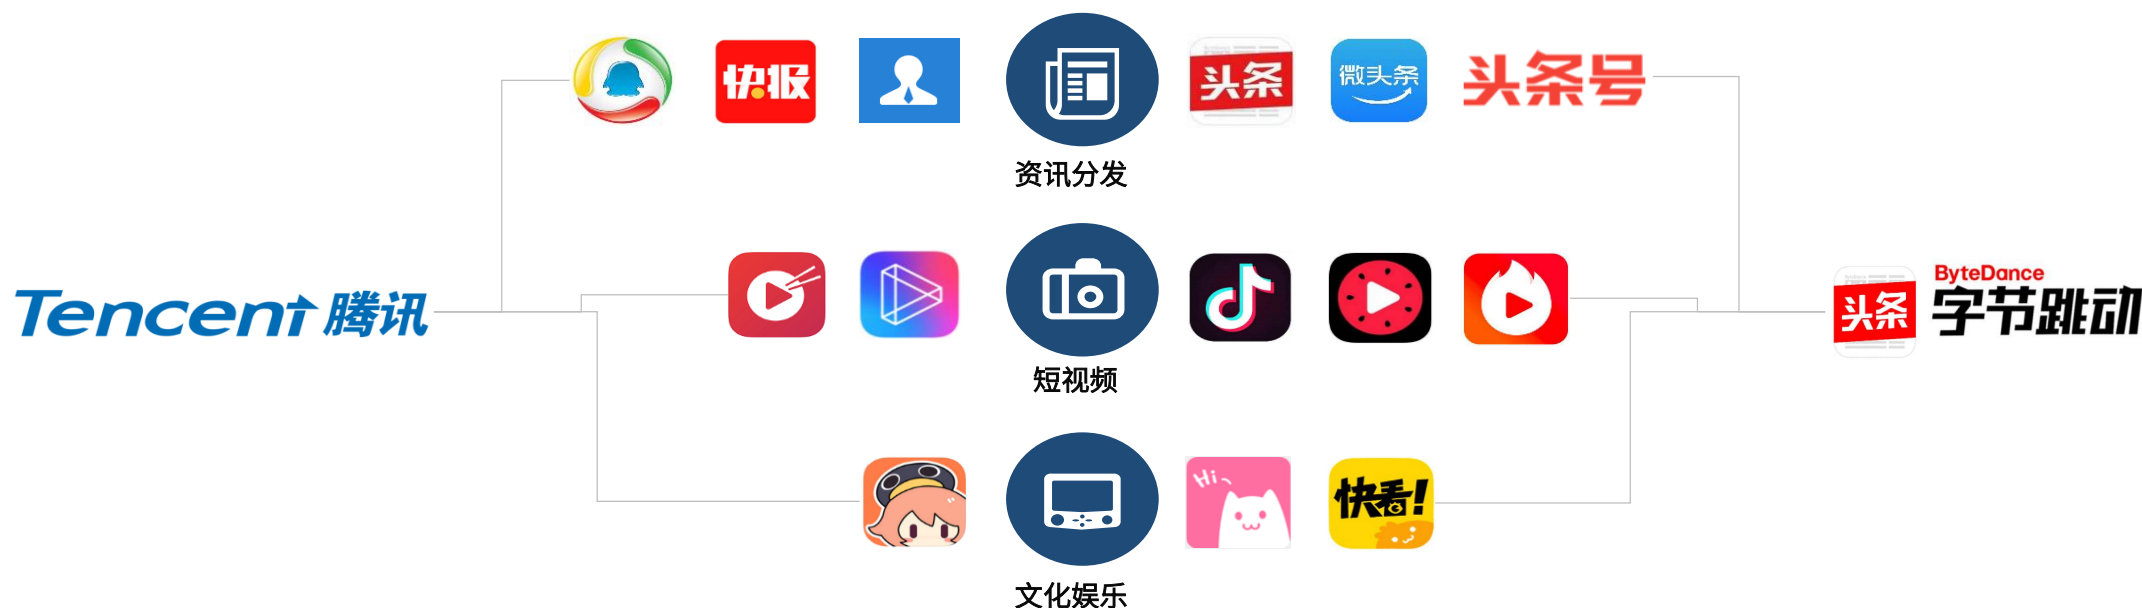 快报
头条
微头条
头条号
资讯分发
Tencent 腾讯
头条
ByteDance
字节跳动
短视频
Hi~
快看!
文化娱乐